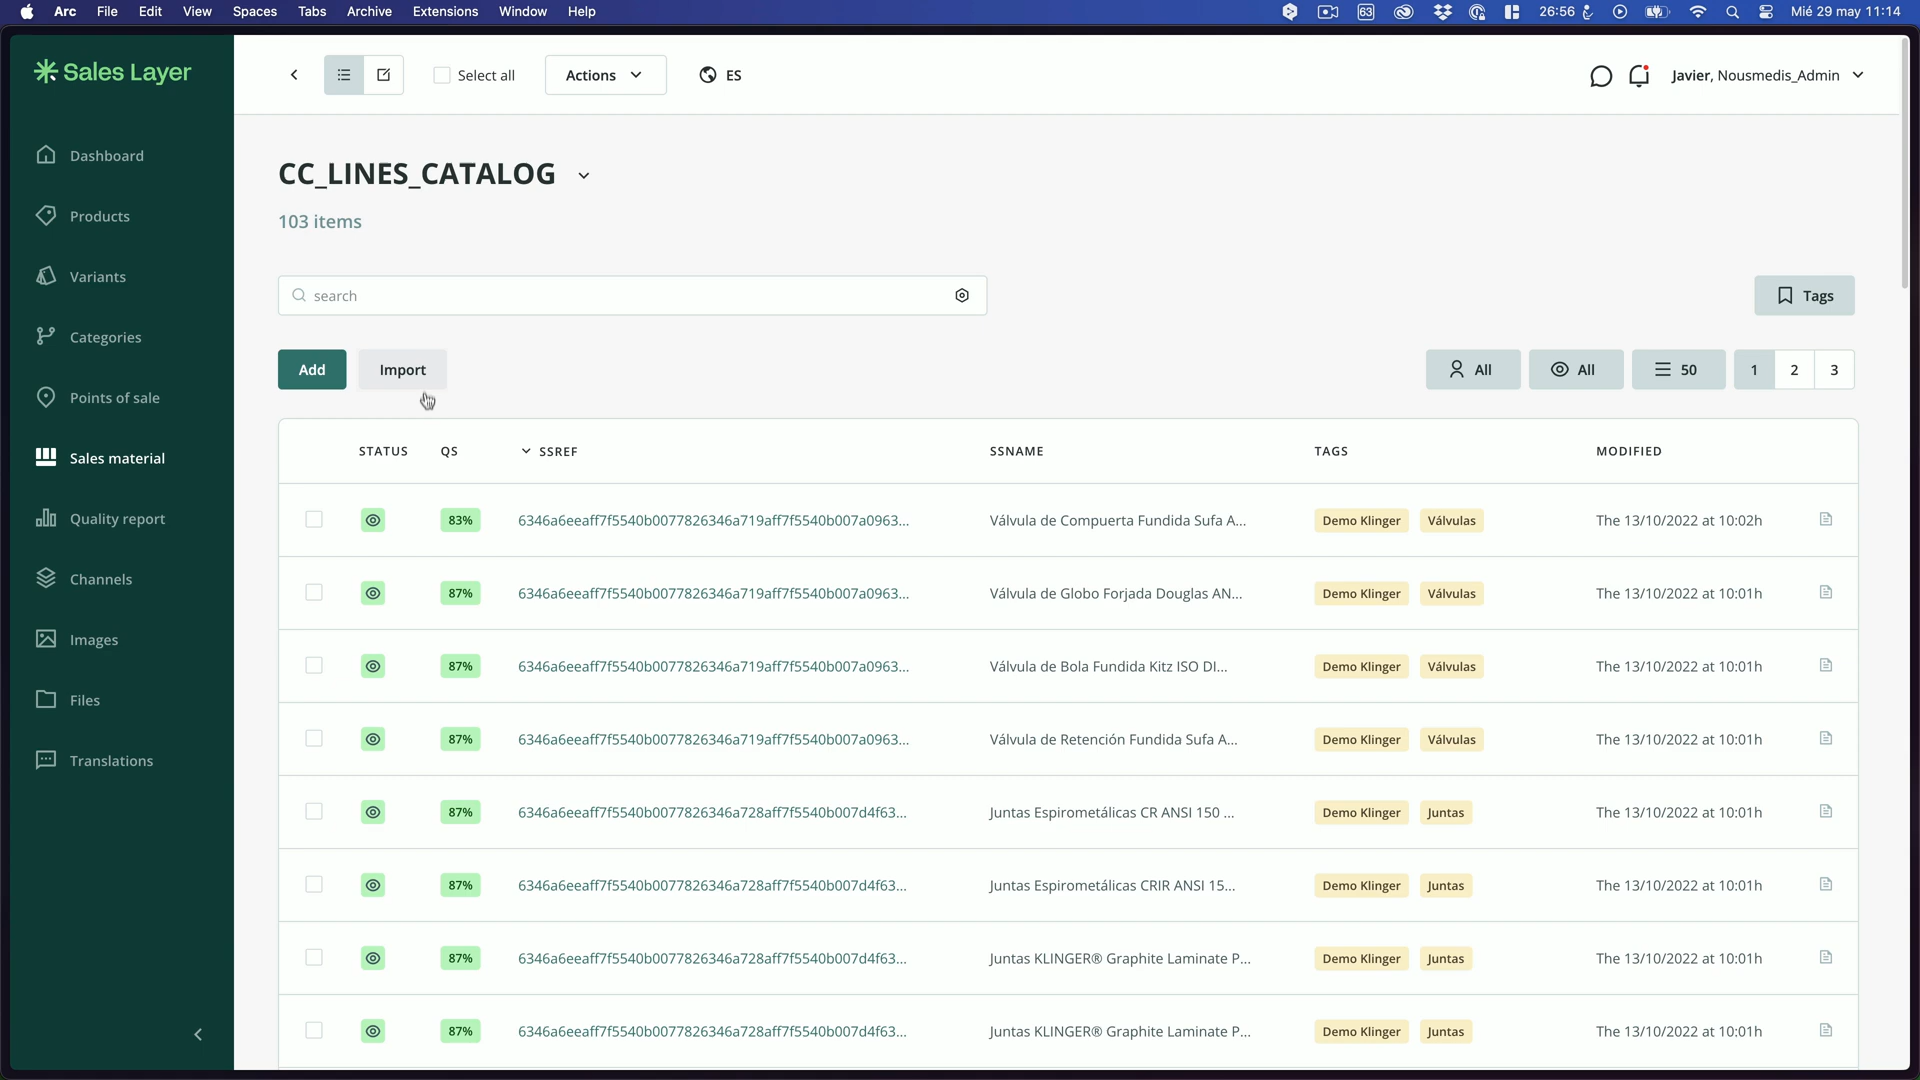 Arc File Edit View Spaces Tabs Archive Extensions Window Help 63 26:56 Mié 29 may 11:14
Sales Layer
Select all Actions ES Javier, Nousmedis_Admin
Dashboard
Products
Variants
Categories
Points of sale
Sales material
Quality report
Channels
Images
Files
Translations
CC_LINES_CATALOG
103 items
search Tags
Add Import All All 50 1 2 3
STATUS QS SSREF SSNAME TAGS MODIFIED
83% 6346a6eeaff7f5540b0077826346a719aff7f5540b007a0963... Válvula de Compuerta Fundida Sufa A... Demo Klinger Válvulas The 13/10/2022 at 10:02h
87% 6346a6eeaff7f5540b0077826346a719aff7f5540b007a0963... Válvula de Globo Forjada Douglas AN... Demo Klinger Válvulas The 13/10/2022 at 10:01h
87% 6346a6eeaff7f5540b0077826346a719aff7f5540b007a0963... Válvula de Bola Fundida Kitz ISO DI... Demo Klinger Válvulas The 13/10/2022 at 10:01h
87% 6346a6eeaff7f5540b0077826346a719aff7f5540b007a0963... Válvula de Retención Fundida Sufa A... Demo Klinger Válvulas The 13/10/2022 at 10:01h
87% 6346a6eeaff7f5540b0077826346a728aff7f5540b007d4f63... Juntas Espirometálicas CR ANSI 150 ... Demo Klinger Juntas The 13/10/2022 at 10:01h
87% 6346a6eeaff7f5540b0077826346a728aff7f5540b007d4f63... Juntas Espirometálicas CRIR ANSI 15... Demo Klinger Juntas The 13/10/2022 at 10:01h
87% 6346a6eeaff7f5540b0077826346a728aff7f5540b007d4f63... Juntas KLINGER® Graphite Laminate P... Demo Klinger Juntas The 13/10/2022 at 10:01h
87% 6346a6eeaff7f5540b0077826346a728aff7f5540b007d4f63... Juntas KLINGER® Graphite Laminate P... Demo Klinger Juntas The 13/10/2022 at 10:01h